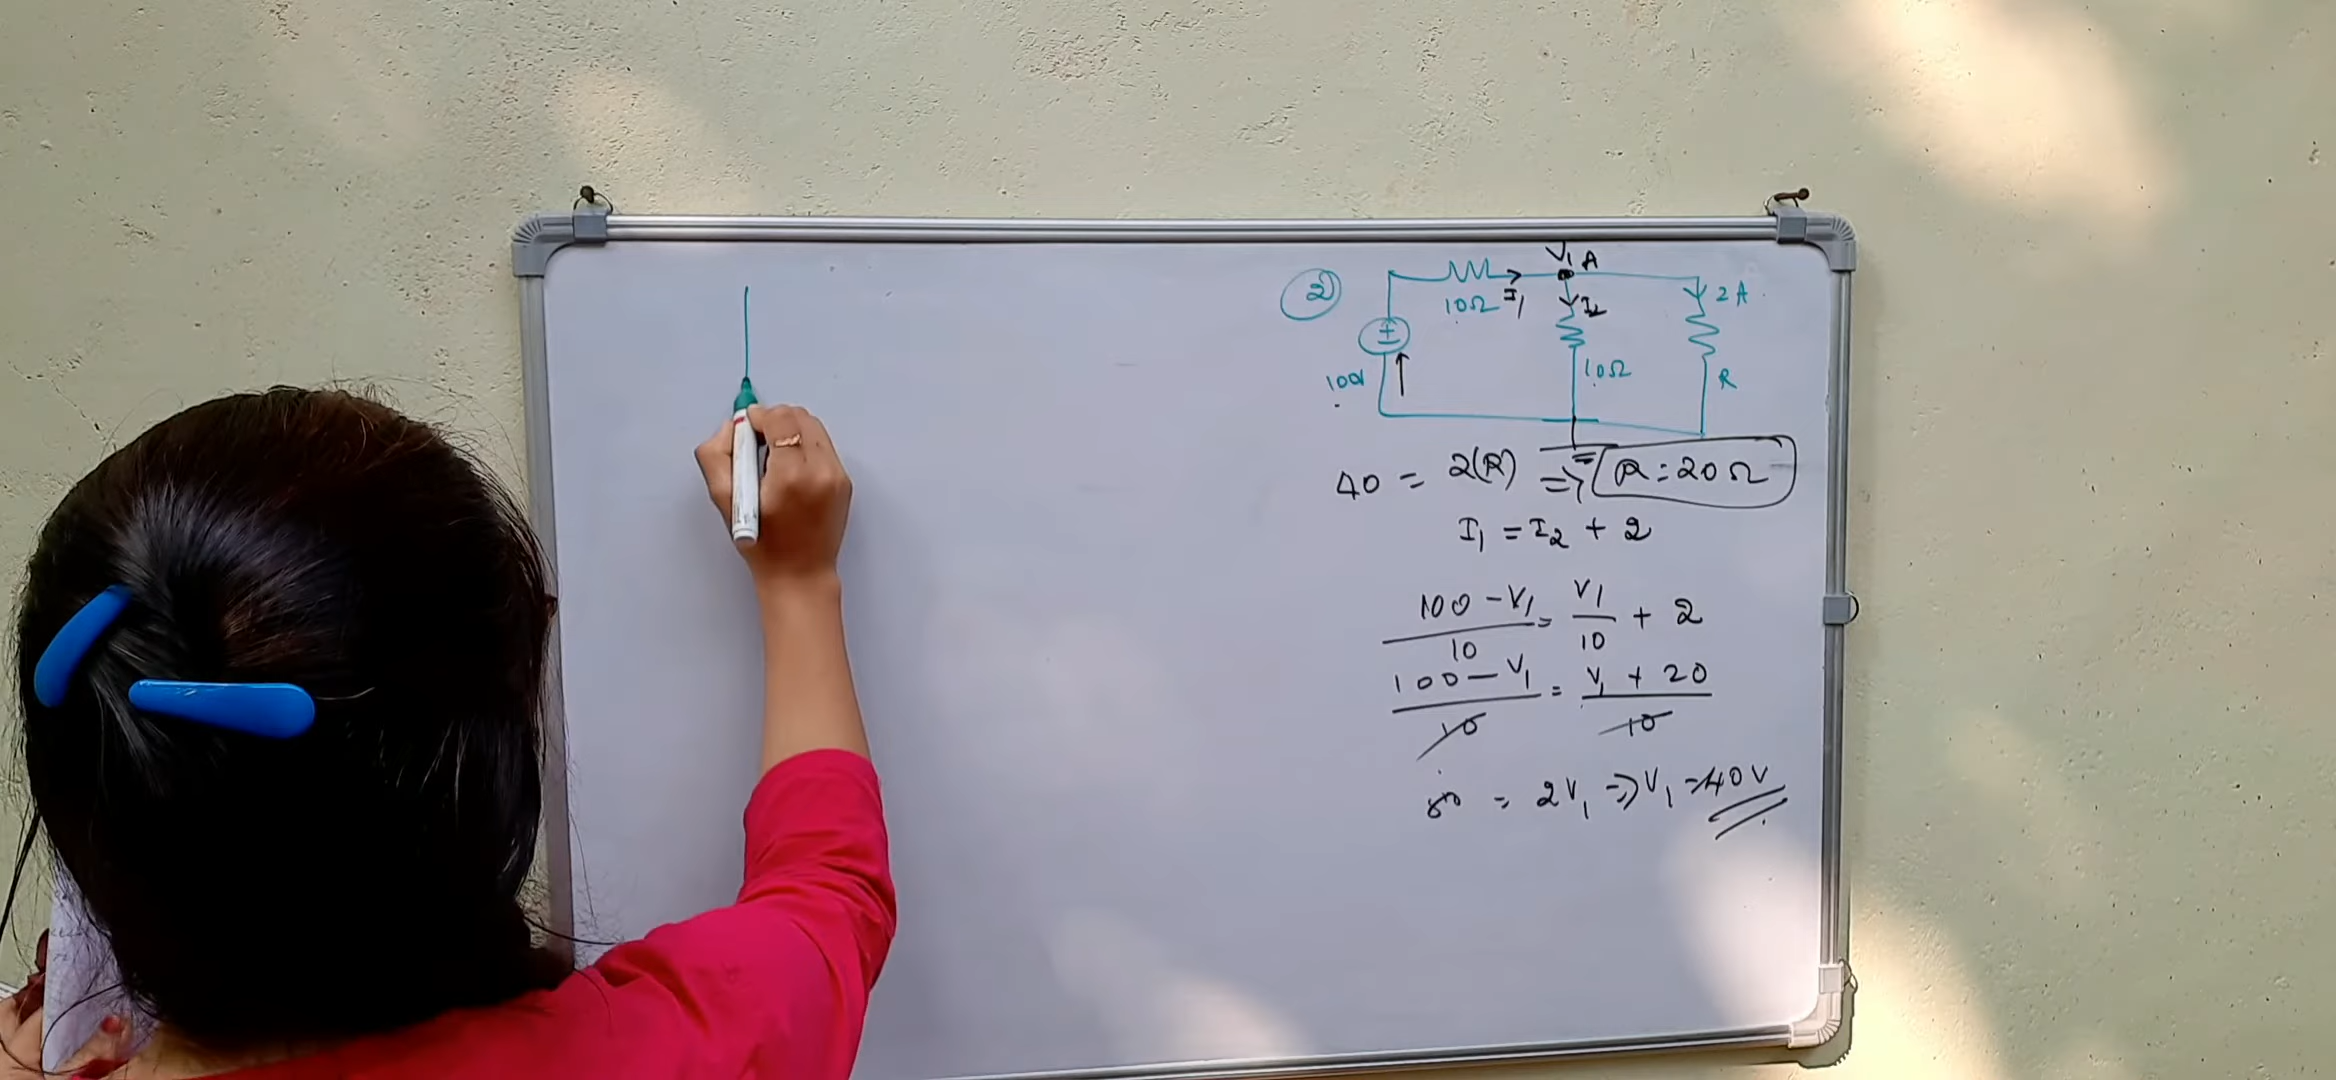 2
V₁ A
10Ω I₁ I₂ 2A
±
100V 10Ω R
40 = 2(R) => R = 20Ω
I₁ = I₂ + 2
100 - V₁ / 10 = V₁ / 10 + 2
100 - V₁ / 10 = V₁ + 20 / 10
80 = 2V₁ => V₁ = 40V